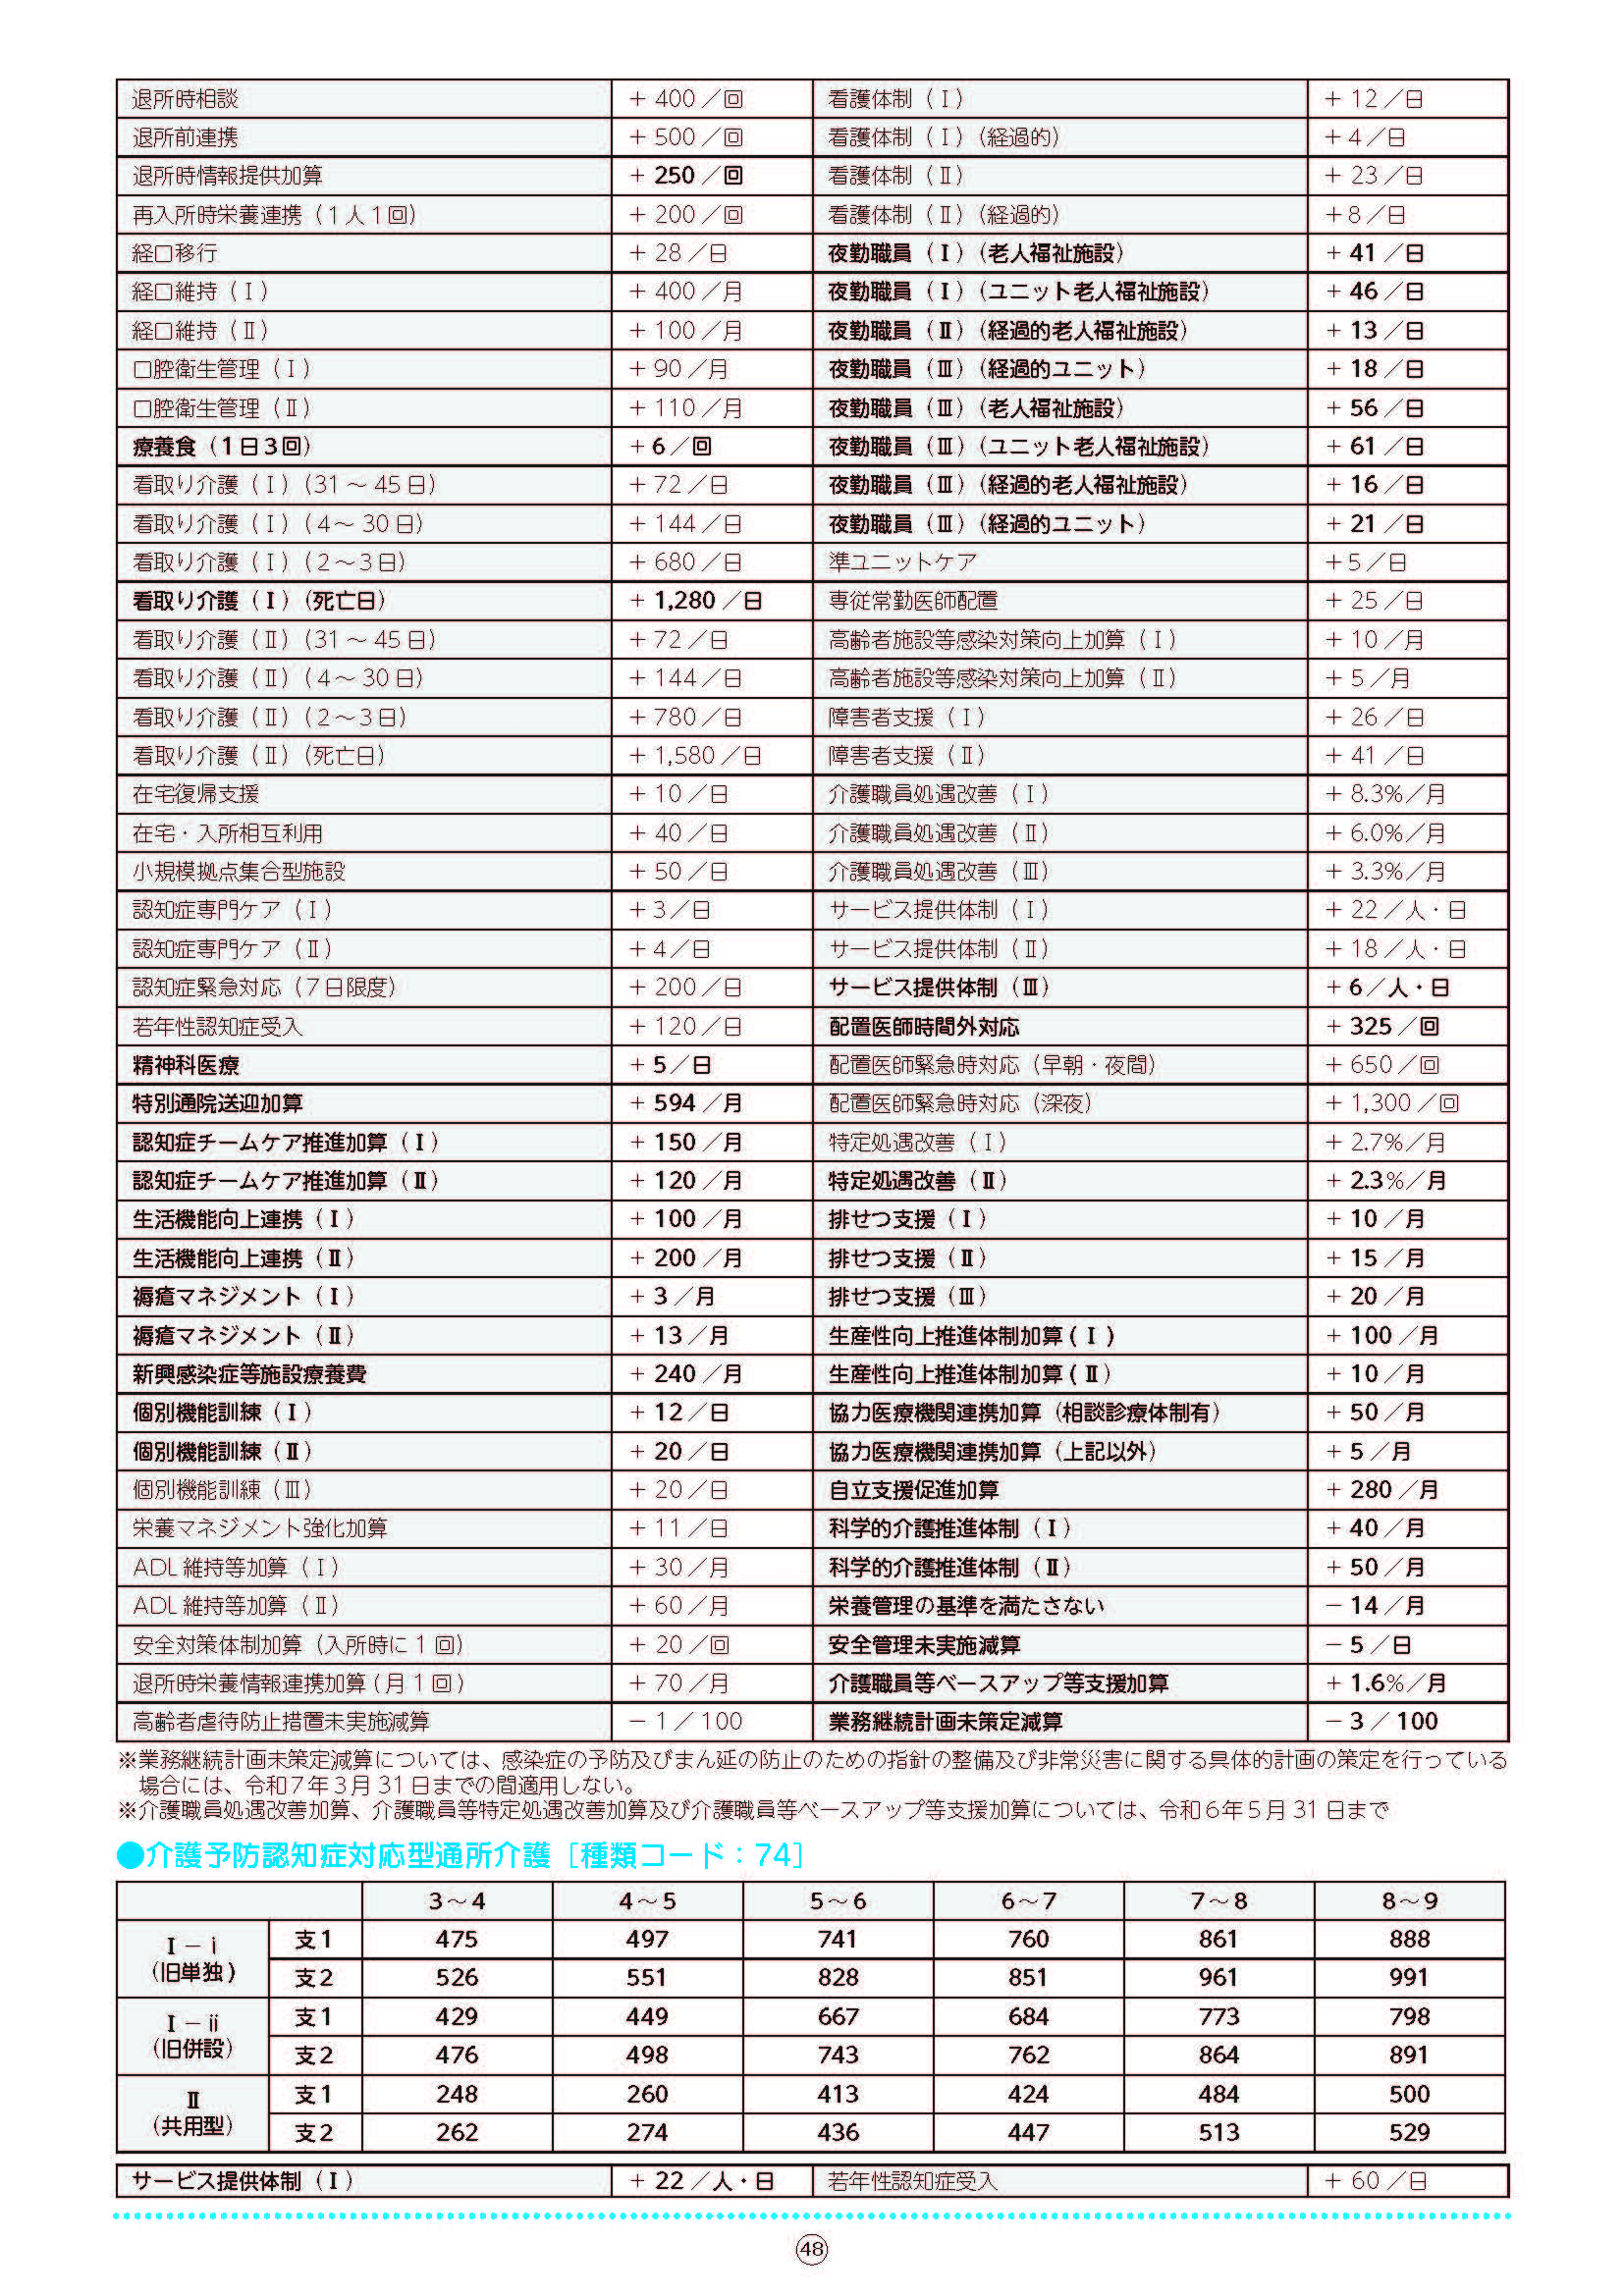 退所時相談 + 400／回 看護体制（Ⅰ） + 12／日
退所前連携 + 500／回 看護体制（Ⅰ）（経過的） + 4／日
退所時情報提供加算 + 250／回 看護体制（Ⅱ） + 23／日
再入所時栄養連携（1人1回） + 200／回 看護体制（Ⅱ）（経過的） + 8／日
経口移行 + 28／日 夜勤職員（Ⅰ）（老人福祉施設） + 41／日
経口維持（Ⅰ） + 400／月 夜勤職員（Ⅰ）（ユニット老人福祉施設） + 46／日
経口維持（Ⅱ） + 100／月 夜勤職員（Ⅱ）（経過的老人福祉施設） + 13／日
口腔衛生管理（Ⅰ） + 90／月 夜勤職員（Ⅲ）（経過的ユニット） + 18／日
口腔衛生管理（Ⅱ） + 110／月 夜勤職員（Ⅲ）（老人福祉施設） + 56／日
療養食（1日3回） + 6／回 夜勤職員（Ⅲ）（ユニット老人福祉施設） + 61／日
看取り介護（Ⅰ）（31～45日） + 72／日 夜勤職員（Ⅲ）（経過的老人福祉施設） + 16／日
看取り介護（Ⅰ）（4～30日） + 144／日 夜勤職員（Ⅲ）（経過的ユニット） + 21／日
看取り介護（Ⅰ）（2～3日） + 680／日 準ユニットケア + 5／日
看取り介護（Ⅰ）（死亡日） + 1,280／日 専従常勤医師配置 + 25／日
看取り介護（Ⅱ）（31～45日） + 72／日 高齢者施設等感染対策向上加算（Ⅰ） + 10／月
看取り介護（Ⅱ）（4～30日） + 144／日 高齢者施設等感染対策向上加算（Ⅱ） + 5／月
看取り介護（Ⅱ）（2～3日） + 780／日 障害者支援（Ⅰ） + 26／日
看取り介護（Ⅱ）（死亡日） + 1,580／日 障害者支援（Ⅱ） + 41／日
在宅復帰支援 + 10／日 介護職員処遇改善（Ⅰ） + 8.3%／月
在宅・入所相互利用 + 40／日 介護職員処遇改善（Ⅱ） + 6.0%／月
小規模拠点集合型施設 + 50／日 介護職員処遇改善（Ⅲ） + 3.3%／月
認知症専門ケア（Ⅰ） + 3／日 サービス提供体制（Ⅰ） + 22／人・日
認知症専門ケア（Ⅱ） + 4／日 サービス提供体制（Ⅱ） + 18／人・日
認知症緊急対応（7日限度） + 200／日 サービス提供体制（Ⅲ） + 6／人・日
若年性認知症受入 + 120／日 配置医師時間外対応 + 325／回
精神科医療 + 5／日 配置医師緊急時対応（早朝・夜間） + 650／回
特別通院送迎加算 + 594／月 配置医師緊急時対応（深夜） + 1,300／回
認知症チームケア推進加算（Ⅰ） + 150／月 特定処遇改善（Ⅰ） + 2.7%／月
認知症チームケア推進加算（Ⅱ） + 120／月 特定処遇改善（Ⅱ） + 2.3%／月
生活機能向上連携（Ⅰ） + 100／月 排せつ支援（Ⅰ） + 10／月
生活機能向上連携（Ⅱ） + 200／月 排せつ支援（Ⅱ） + 15／月
褥瘡マネジメント（Ⅰ） + 3／月 排せつ支援（Ⅲ） + 20／月
褥瘡マネジメント（Ⅱ） + 13／月 生産性向上推進体制加算(Ⅰ) + 100／月
新興感染症等施設療養費 + 240／月 生産性向上推進体制加算(Ⅱ) + 10／月
個別機能訓練（Ⅰ） + 12／日 協力医療機関連携加算（相談診療体制有） + 50／月
個別機能訓練（Ⅱ） + 20／日 協力医療機関連携加算（上記以外） + 5／月
個別機能訓練（Ⅲ） + 20／日 自立支援促進加算 + 280／月
栄養マネジメント強化加算 + 11／日 科学的介護推進体制（Ⅰ） + 40／月
ADL維持等加算（Ⅰ） + 30／月 科学的介護推進体制（Ⅱ） + 50／月
ADL維持等加算（Ⅱ） + 60／月 栄養管理の基準を満たさない － 14／月
安全対策体制加算（入所時に1回） + 20／回 安全管理未実施減算 － 5／日
退所時栄養情報連携加算(月1回) + 70／月 介護職員等ベースアップ等支援加算 + 1.6%／月
高齢者虐待防止措置未実施減算 － 1／100 業務継続計画未策定減算 － 3／100
※業務継続計画未策定減算については、感染症の予防及びまん延の防止のための指針の整備及び非常災害に関する具体的計画の策定を行っている
場合には、令和7年3月31日までの間適用しない。
※介護職員処遇改善加算、介護職員等特定処遇改善加算及び介護職員等ベースアップ等支援加算については、令和6年5月31日まで
●介護予防認知症対応型通所介護［種類コード：74］
3～4 4～5 5～6 6～7 7～8 8～9
Ⅰ－ⅰ（旧単独） 支1 475 497 741 760 861 888
支2 526 551 828 851 961 991
Ⅰ－ⅱ（旧併設） 支1 429 449 667 684 773 798
支2 476 498 743 762 864 891
Ⅱ（共用型） 支1 248 260 413 424 484 500
支2 262 274 436 447 513 529
サービス提供体制（Ⅰ） + 22／人・日 若年性認知症受入 + 60／日
48